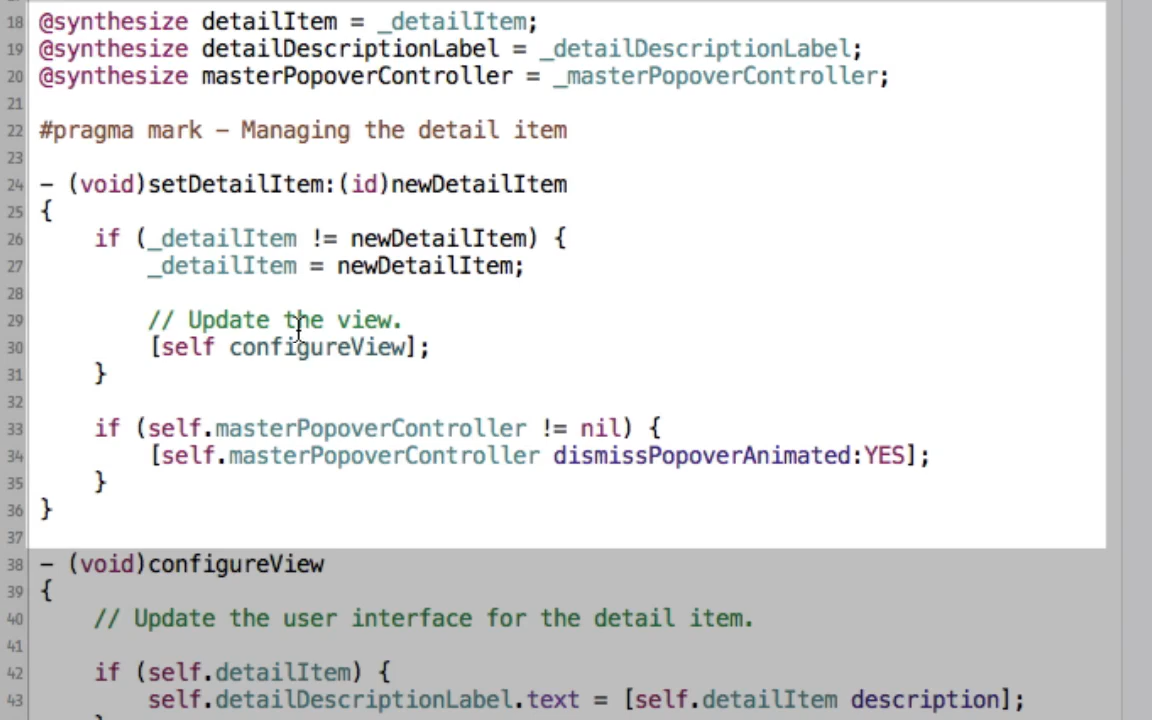 18 @synthesize detailItem = _detailItem;
19 @synthesize detailDescriptionLabel = _detailDescriptionLabel;
20 @synthesize masterPopoverController = _masterPopoverController;
21
22 #pragma mark - Managing the detail item
23
24 - (void)setDetailItem:(id)newDetailItem
25 {
26     if (_detailItem != newDetailItem) {
27         _detailItem = newDetailItem;
28
29         // Update the view.
30         [self configureView];
31     }
32
33     if (self.masterPopoverController != nil) {
34         [self.masterPopoverController dismissPopoverAnimated:YES];
35     }
36 }
37
38 - (void)configureView
39 {
40     // Update the user interface for the detail item.
41
42     if (self.detailItem) {
43         self.detailDescriptionLabel.text = [self.detailItem description];